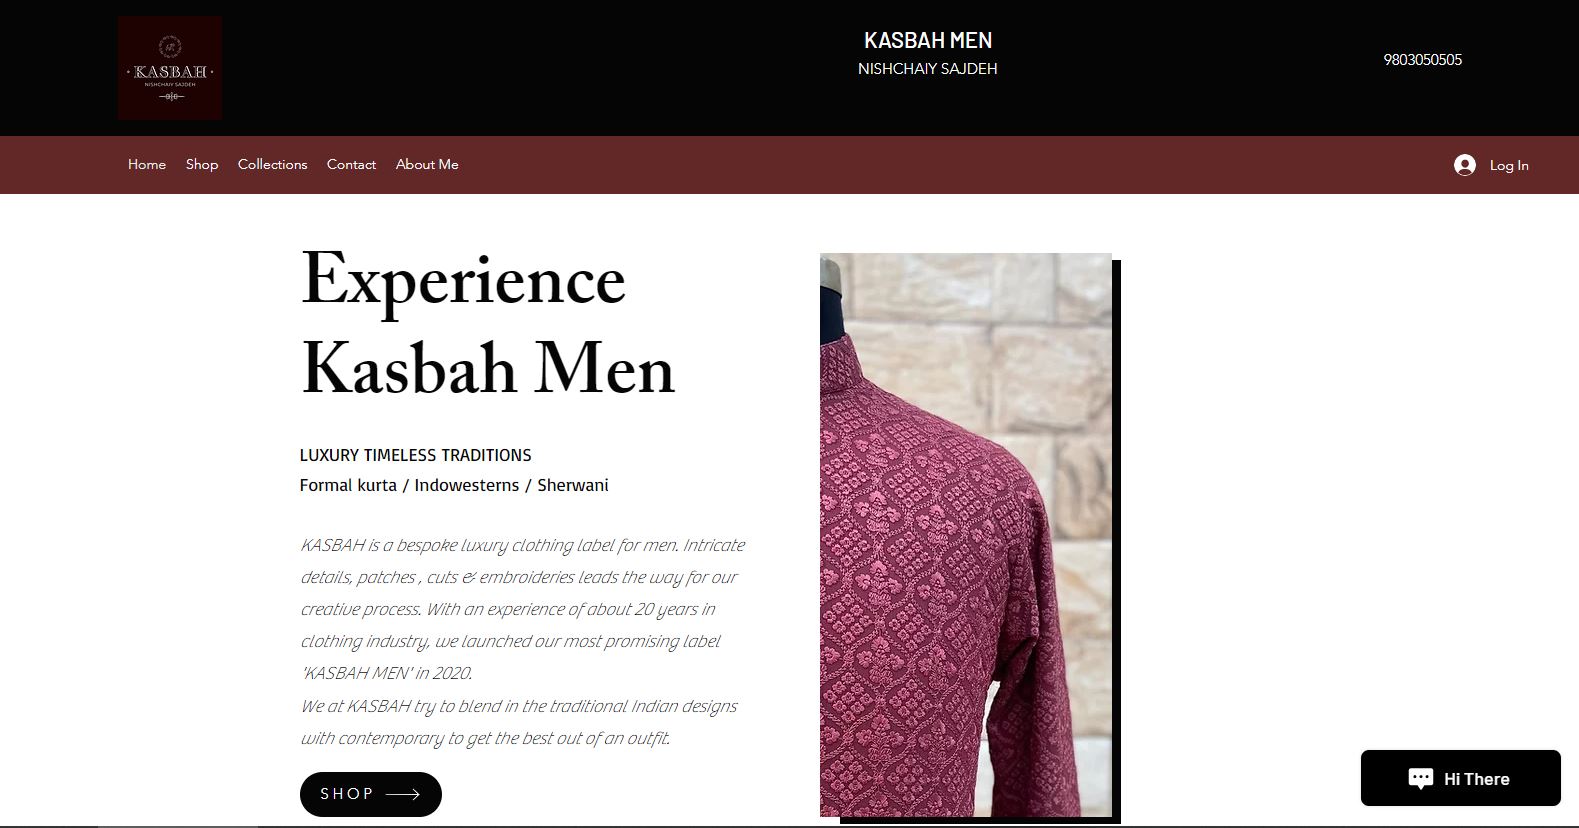 KASBAH
NISHCHAIY SAJDEH
KASBAH MEN
NISHCHAIY SAJDEH
9803050505
Home Shop Collections Contact About Me
Log In
Experience
Kasbah Men
LUXURY TIMELESS TRADITIONS
Formal kurta / Indowesterns / Sherwani
KASBAH is a bespoke luxury clothing label for men. Intricate
details, patches , cuts & embroideries leads the way for our
creative process. With an experience of about 20 years in
clothing industry, we launched our most promising label
'KASBAH MEN' in 2020.
We at KASBAH try to blend in the traditional Indian designs
with contemporary to get the best out of an outfit.
SHOP
Hi There